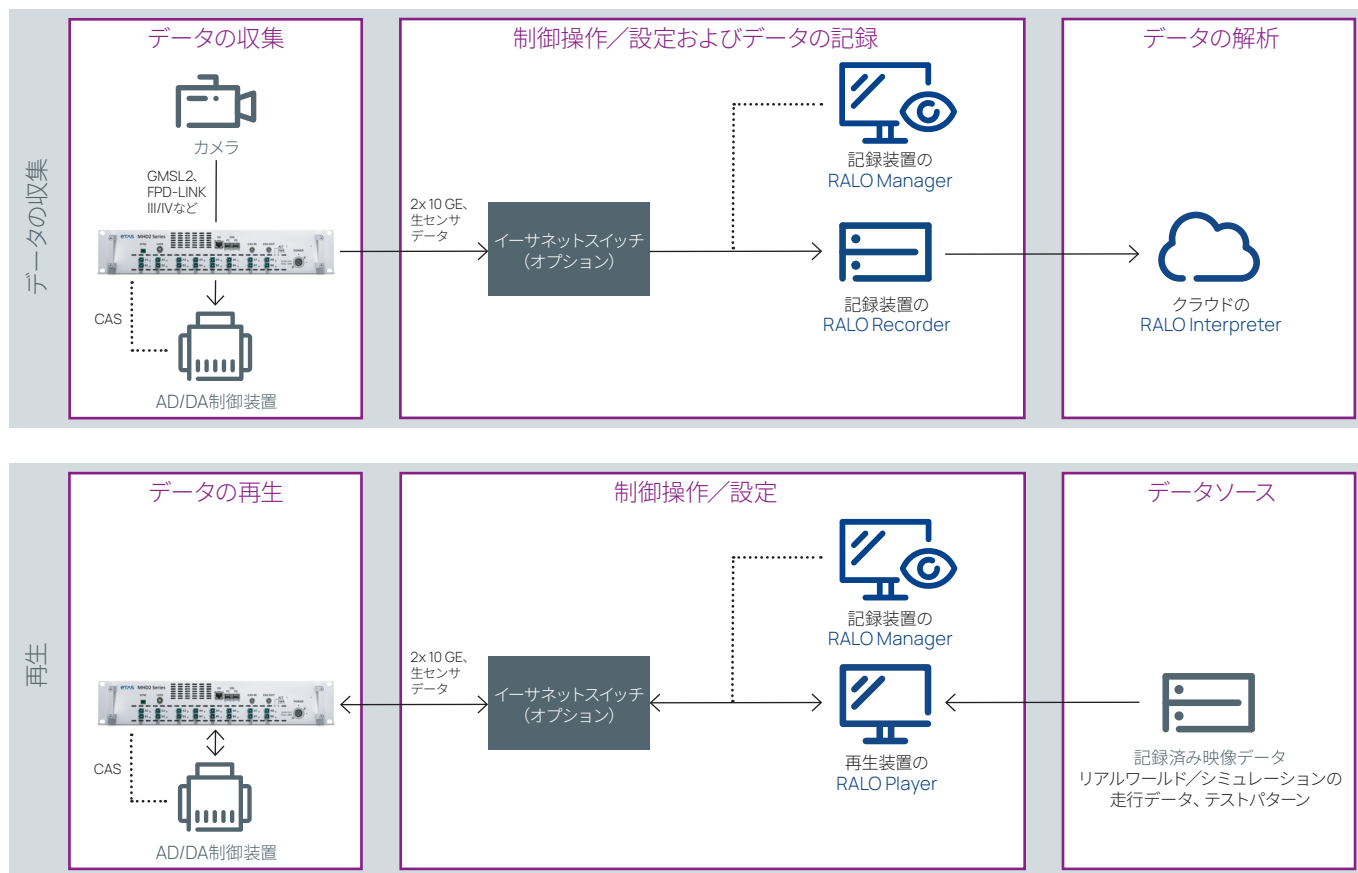 データの収集
データの収集
カメラ
GMSL2、
FPD-LINK
III/IVなど
eTAS MHD2 Series
CAS
AD/DA制御装置
制御操作／設定およびデータの記録
2x 10 GE、
生センサ
データ
イーサネットスイッチ
（オプション）
記録装置の
RALO Manager
記録装置の
RALO Recorder
データの解析
クラウドの
RALO Interpreter
再生
データの再生
eTAS MHD2 Series
CAS
AD/DA制御装置
制御操作／設定
2x 10 GE、
生センサ
データ
イーサネットスイッチ
（オプション）
記録装置の
RALO Manager
再生装置の
RALO Player
データソース
記録済み映像データ
リアルワールド／シミュレーションの
走行データ、テストパターン